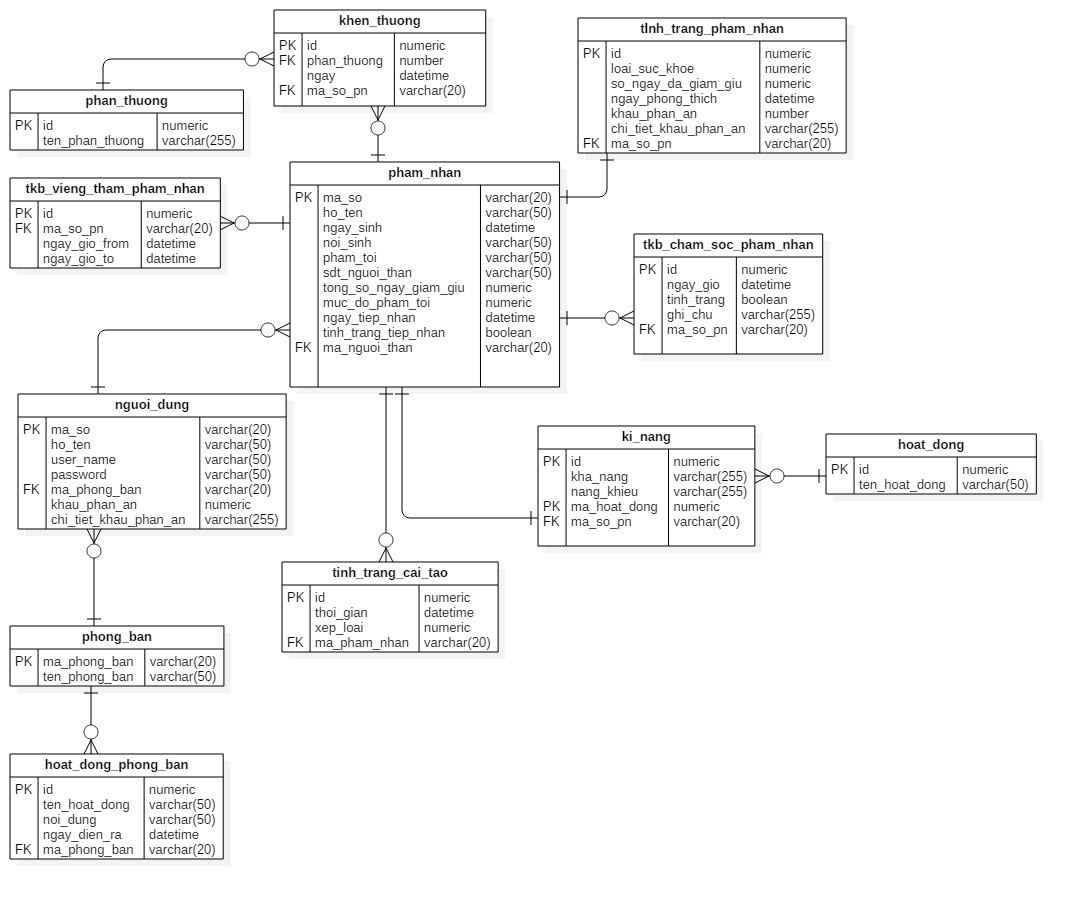 khen_thuong
PK id numeric
FK phan_thuong number
ngay datetime
FK ma_so_pn varchar(20)
tInh_trang_pham_nhan
PK id numeric
loai_suc_khoe numeric
so_ngay_da_giam_giu numeric
ngay_phong_thich datetime
khau_phan_an number
chi_tiet_khau_phan_an varchar(255)
FK ma_so_pn varchar(20)
phan_thuong
PK id numeric
ten_phan_thuong varchar(255)
pham_nhan
PK ma_so varchar(20)
ho_ten varchar(50)
ngay_sinh datetime
noi_sinh varchar(50)
pham_toi varchar(50)
sdt_nguoi_than varchar(50)
tong_so_ngay_giam_giu numeric
muc_do_pham_toi numeric
ngay_tiep_nhan datetime
tinh_trang_tiep_nhan boolean
FK ma_nguoi_than varchar(20)
tkb_vieng_tham_pham_nhan
PK id numeric
FK ma_so_pn varchar(20)
ngay_gio_from datetime
ngay_gio_to datetime
tkb_cham_soc_pham_nhan
PK id numeric
ngay_gio datetime
tinh_trang boolean
ghi_chu varchar(255)
FK ma_so_pn varchar(20)
nguoi_dung
PK ma_so varchar(20)
ho_ten varchar(50)
user_name varchar(50)
password varchar(50)
FK ma_phong_ban varchar(20)
khau_phan_an numeric
chi_tiet_khau_phan_an varchar(255)
ki_nang
PK id numeric
kha_nang varchar(255)
nang_khieu varchar(255)
PK ma_hoat_dong numeric
FK ma_so_pn varchar(20)
hoat_dong
PK id numeric
ten_hoat_dong varchar(50)
tinh_trang_cai_tao
PK id numeric
thoi_gian datetime
xep_loai numeric
FK ma_pham_nhan varchar(20)
phong_ban
PK ma_phong_ban varchar(20)
ten_phong_ban varchar(50)
hoat_dong_phong_ban
PK id numeric
ten_hoat_dong varchar(50)
noi_dung varchar(50)
ngay_dien_ra datetime
FK ma_phong_ban varchar(20)